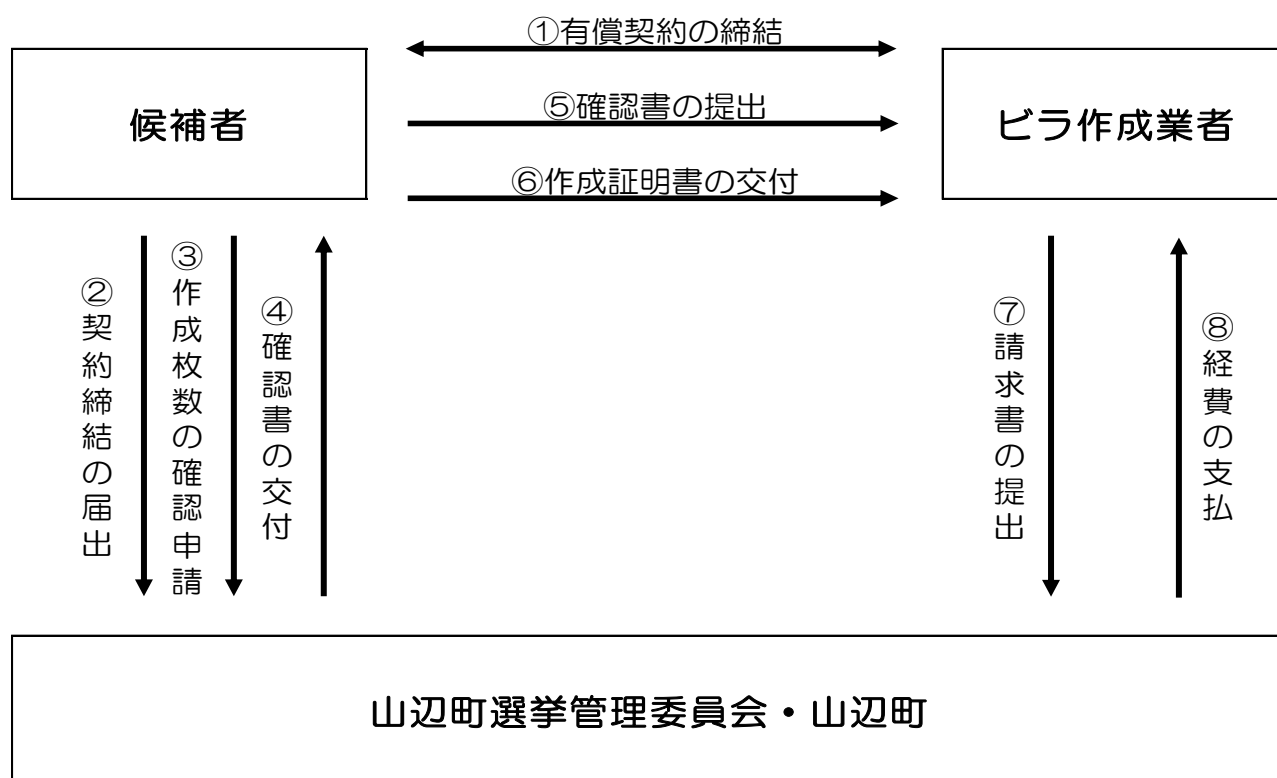 ①有償契約の締結
候補者
⑤確認書の提出
ビラ作成業者
⑥作成証明書の交付
②契約締結の届出
③作成枚数の確認申請
④確認書の交付
⑦請求書の提出
⑧経費の支払
山辺町選挙管理委員会・山辺町